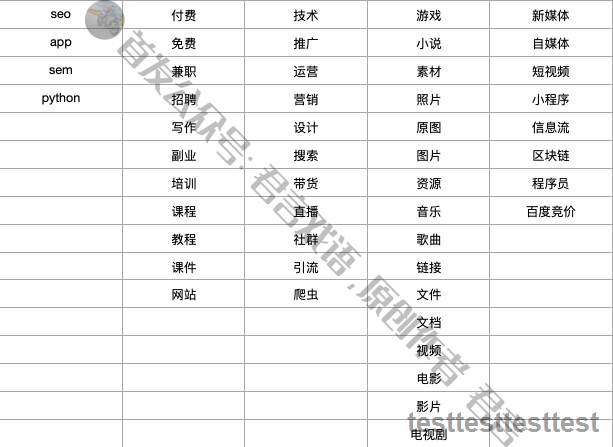 seo 付费 技术 游戏 新媒体
app 免费 推广 小说 自媒体
sem 兼职 运营 素材 短视频
python 招聘 营销 照片 小程序
写作 设计 原图 信息流
副业 搜索 图片 区块链
培训 带货 资源 程序员
课程 直播 音乐 百度竞价
教程 社群 歌曲
课件 引流 链接
网站 爬虫 文件
文档
视频
电影
影片
电视剧
首发公众号:君言戏语,原创作者 君言
testtesttesttesttest